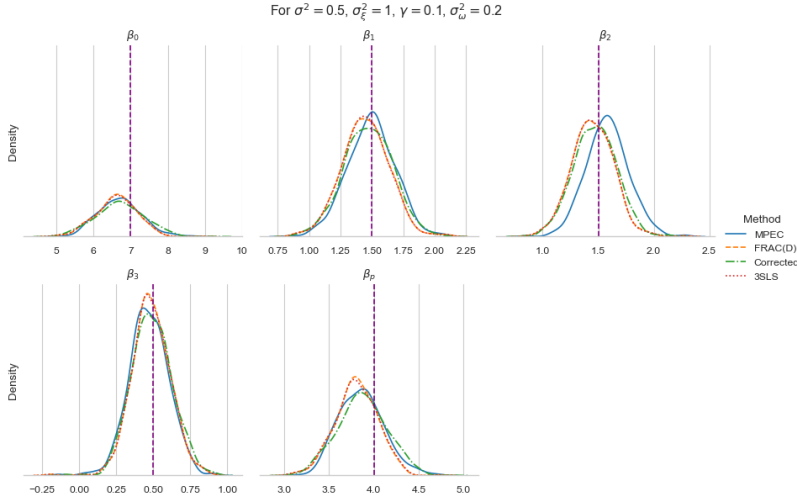 For σ² = 0.5, σ²_ξ = 1, γ = 0.1, σ²_ω = 0.2
β₀
β₁
β₂
Density
5 6 7 8 9 10
0.75 1.00 1.25 1.50 1.75 2.00 2.25
1.0 1.5 2.0 2.5
Method
MPEC
FRAC(D)
Corrected
3SLS
β₃
βₚ
Density
−0.25 0.00 0.25 0.50 0.75 1.00
3.0 3.5 4.0 4.5 5.0